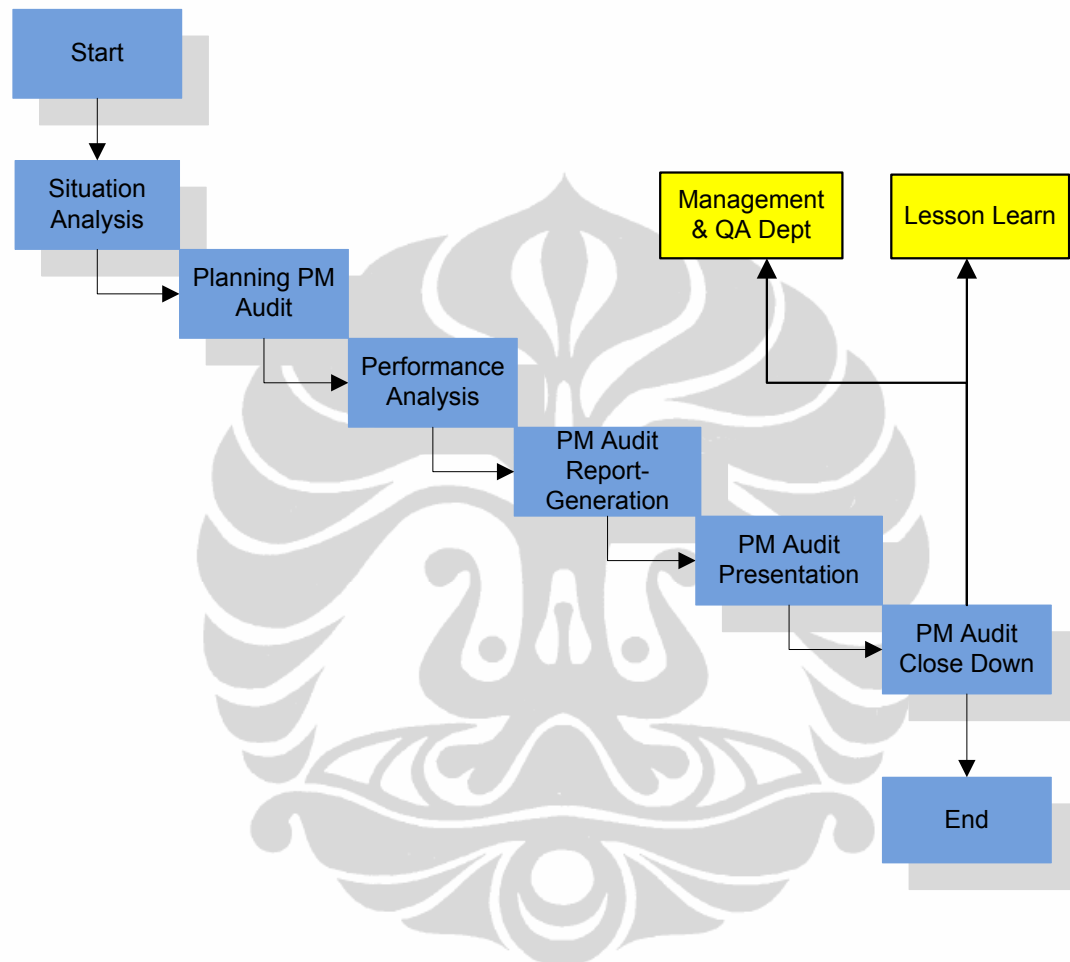 Start
Situation
Analysis
Management
& QA Dept
Lesson Learn
Planning PM
Audit
Performance
Analysis
PM Audit
Report-
Generation
PM Audit
Presentation
PM Audit
Close Down
End